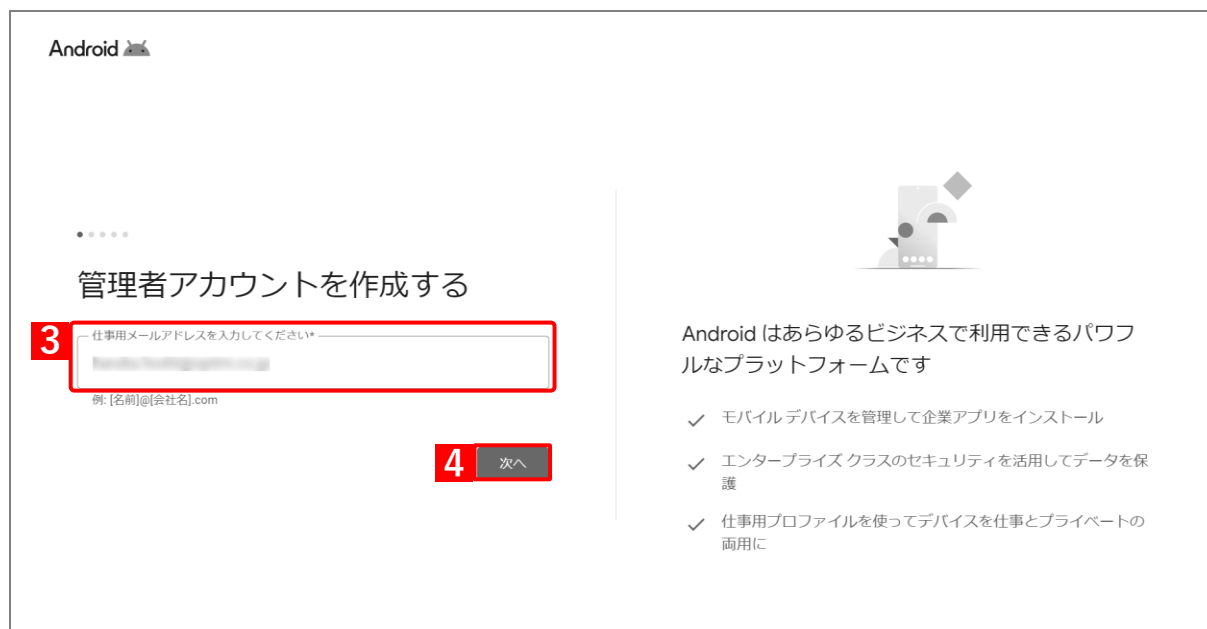 Android
管理者アカウントを作成する
3
仕事用メールアドレスを入力してください*
例: [名前]@[会社名].com
4
次へ
Android はあらゆるビジネスで利用できるパワフ
ルなプラットフォームです
モバイル デバイスを管理して企業アプリをインストール
エンタープライズ クラスのセキュリティを活用してデータを保
護
仕事用プロファイルを使ってデバイスを仕事とプライベートの
両用に